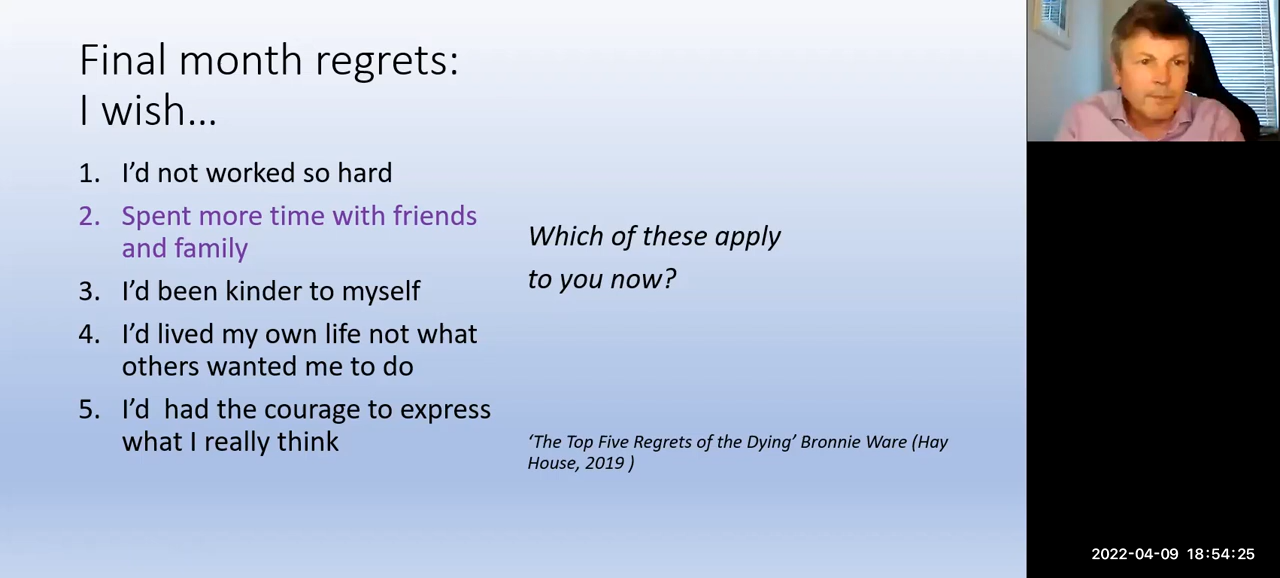 Final month regrets:
I wish...
1. I'd not worked so hard
2. Spent more time with friends
and family
3. I'd been kinder to myself
4. I'd lived my own life not what
others wanted me to do
5. I'd  had the courage to express
what I really think
Which of these apply
to you now?
‘The Top Five Regrets of the Dying’ Bronnie Ware (Hay
House, 2019 )
2022-04-09 18:54:25